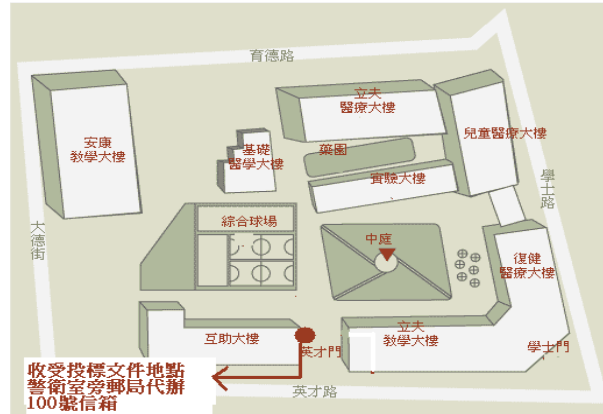 育德路
立夫
醫療大樓
兒童醫療大樓
安康
教學大樓
基礎
醫學大樓
藥園
實驗大樓
學士路
大德街
綜合球場
中庭
復健
醫療大樓
互助大樓
英才門
立夫
教學大樓
學士門
收受投標文件地點
警衛室旁郵局代辦
100號信箱
英才路